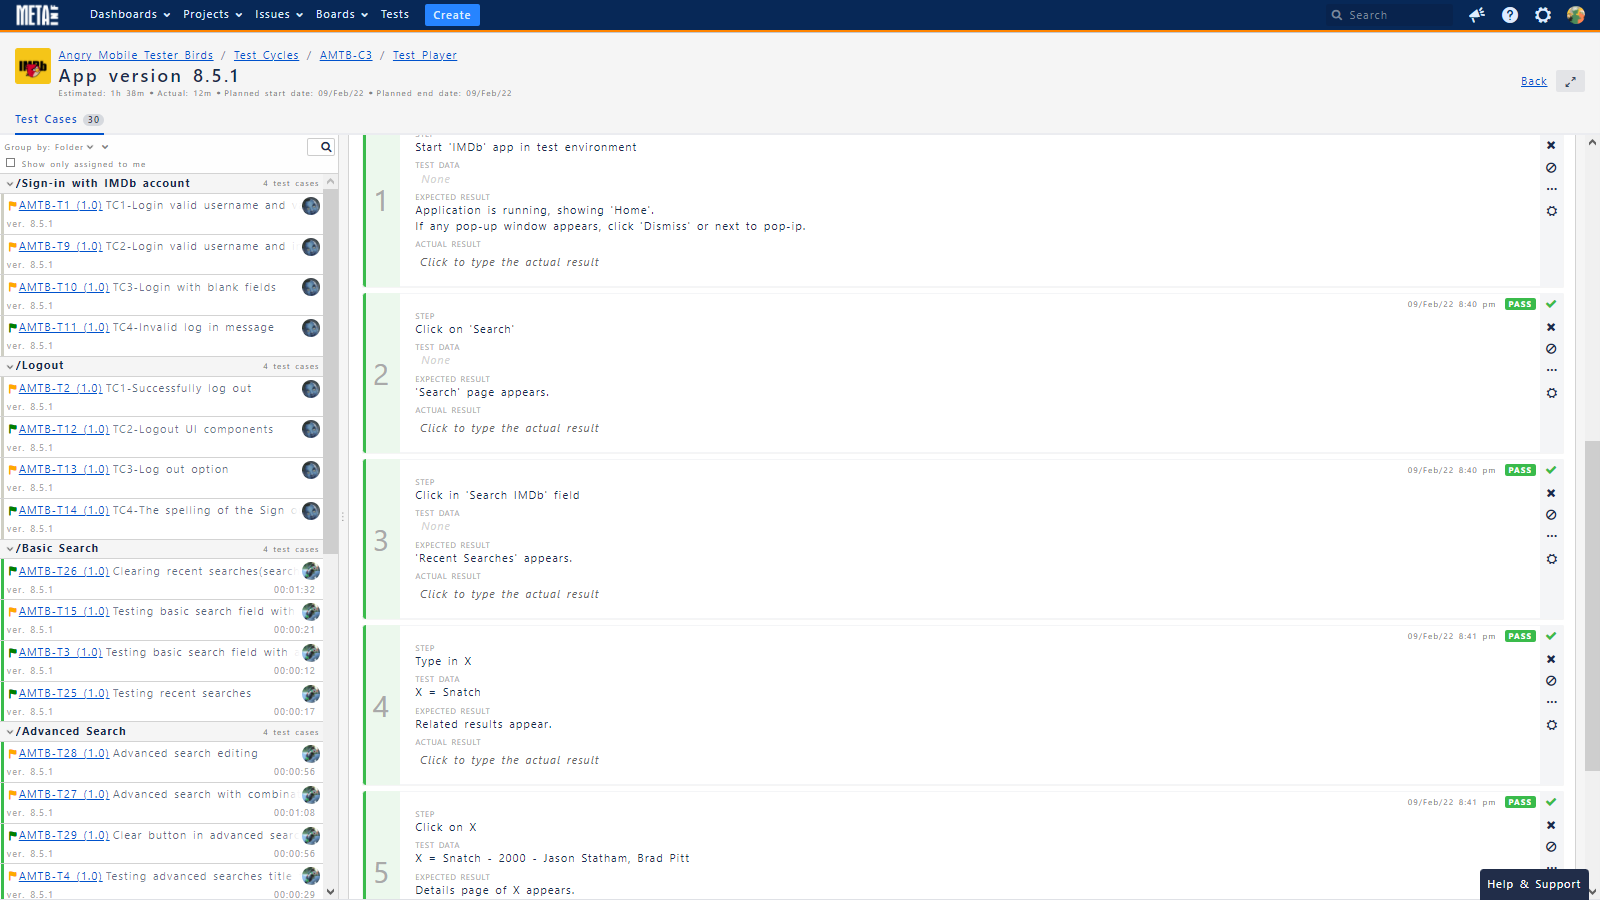 META
Dashboards Projects Issues Boards Tests Create Search
IMDb
Angry Mobile Tester Birds / Test Cycles / AMTB-C3 / Test Player
App version 8.5.1
Estimated: 1h 38m • Actual: 12m • Planned start date: 09/Feb/22 • Planned end date: 09/Feb/22
Back
Test Cases 30
Group by: Folder
Show only assigned to me
/Sign-in with IMDb account 4 test cases
AMTB-T1 (1.0) TC1-Login valid username and
ver. 8.5.1
AMTB-T9 (1.0) TC2-Login valid username and
ver. 8.5.1
AMTB-T10 (1.0) TC3-Login with blank fields
ver. 8.5.1
AMTB-T11 (1.0) TC4-Invalid log in message
ver. 8.5.1
/Logout 4 test cases
AMTB-T2 (1.0) TC1-Successfully log out
ver. 8.5.1
AMTB-T12 (1.0) TC2-Logout UI components
ver. 8.5.1
AMTB-T13 (1.0) TC3-Log out option
ver. 8.5.1
AMTB-T14 (1.0) TC4-The spelling of the Sign
ver. 8.5.1
/Basic Search 4 test cases
AMTB-T26 (1.0) Clearing recent searches(searc
ver. 8.5.1 00:01:32
AMTB-T15 (1.0) Testing basic search field with
ver. 8.5.1 00:00:21
AMTB-T3 (1.0) Testing basic search field with
ver. 8.5.1 00:00:12
AMTB-T25 (1.0) Testing recent searches
ver. 8.5.1 00:00:17
/Advanced Search 4 test cases
AMTB-T28 (1.0) Advanced search editing
ver. 8.5.1 00:00:56
AMTB-T27 (1.0) Advanced search with combina
ver. 8.5.1 00:01:08
AMTB-T29 (1.0) Clear button in advanced sear
ver. 8.5.1 00:00:56
AMTB-T4 (1.0) Testing advanced searches title
ver. 8.5.1 00:00:29
STEP
Start 'IMDb' app in test environment
TEST DATA
None
1
EXPECTED RESULT
Application is running, showing 'Home'.
If any pop-up window appears, click 'Dismiss' or next to pop-ip.
ACTUAL RESULT
Click to type the actual result
09/Feb/22 8:40 pm PASS
STEP
Click on 'Search'
TEST DATA
None
2
EXPECTED RESULT
'Search' page appears.
ACTUAL RESULT
Click to type the actual result
09/Feb/22 8:40 pm PASS
STEP
Click in 'Search IMDb' field
TEST DATA
None
3
EXPECTED RESULT
'Recent Searches' appears.
ACTUAL RESULT
Click to type the actual result
09/Feb/22 8:41 pm PASS
STEP
Type in X
TEST DATA
X = Snatch
4
EXPECTED RESULT
Related results appear.
ACTUAL RESULT
Click to type the actual result
09/Feb/22 8:41 pm PASS
STEP
Click on X
TEST DATA
X = Snatch - 2000 - Jason Statham, Brad Pitt
5
EXPECTED RESULT
Details page of X appears.
Help & Support